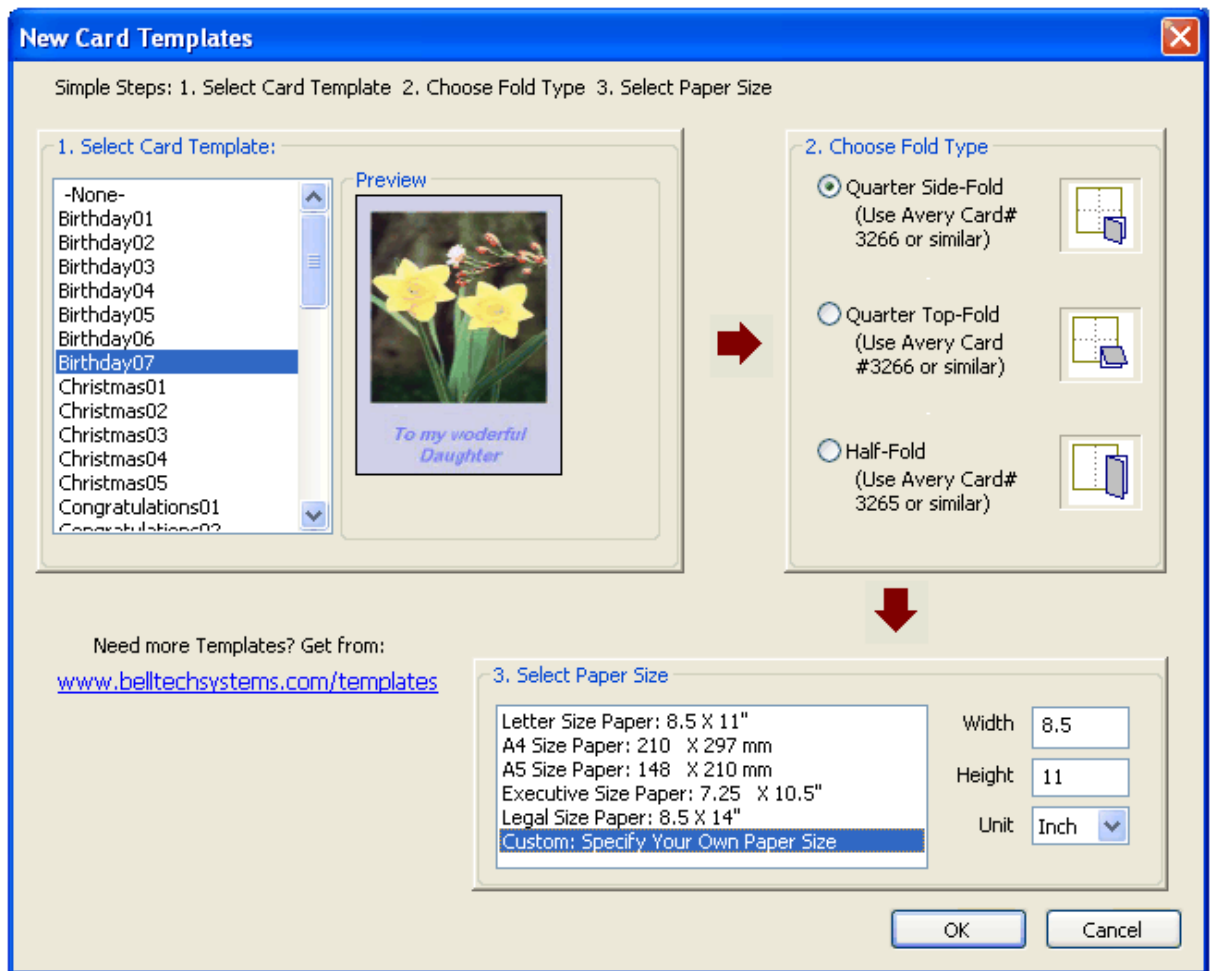 New Card Templates
Simple Steps: 1. Select Card Template 2. Choose Fold Type 3. Select Paper Size
1. Select Card Template:
-None-
Birthday01
Birthday02
Birthday03
Birthday04
Birthday05
Birthday06
Birthday07
Christmas01
Christmas02
Christmas03
Christmas04
Christmas05
Congratulations01
Congratulations02
Preview
To my woderful
Daughter
2. Choose Fold Type
Quarter Side-Fold
(Use Avery Card#
3266 or similar)
Quarter Top-Fold
(Use Avery Card
#3266 or similar)
Half-Fold
(Use Avery Card#
3265 or similar)
Need more Templates? Get from:
www.belltechsystems.com/templates
3. Select Paper Size
Letter Size Paper: 8.5 X 11"
A4 Size Paper: 210 X 297 mm
A5 Size Paper: 148 X 210 mm
Executive Size Paper: 7.25 X 10.5"
Legal Size Paper: 8.5 X 14"
Custom: Specify Your Own Paper Size
Width 8.5
Height 11
Unit Inch
OK Cancel